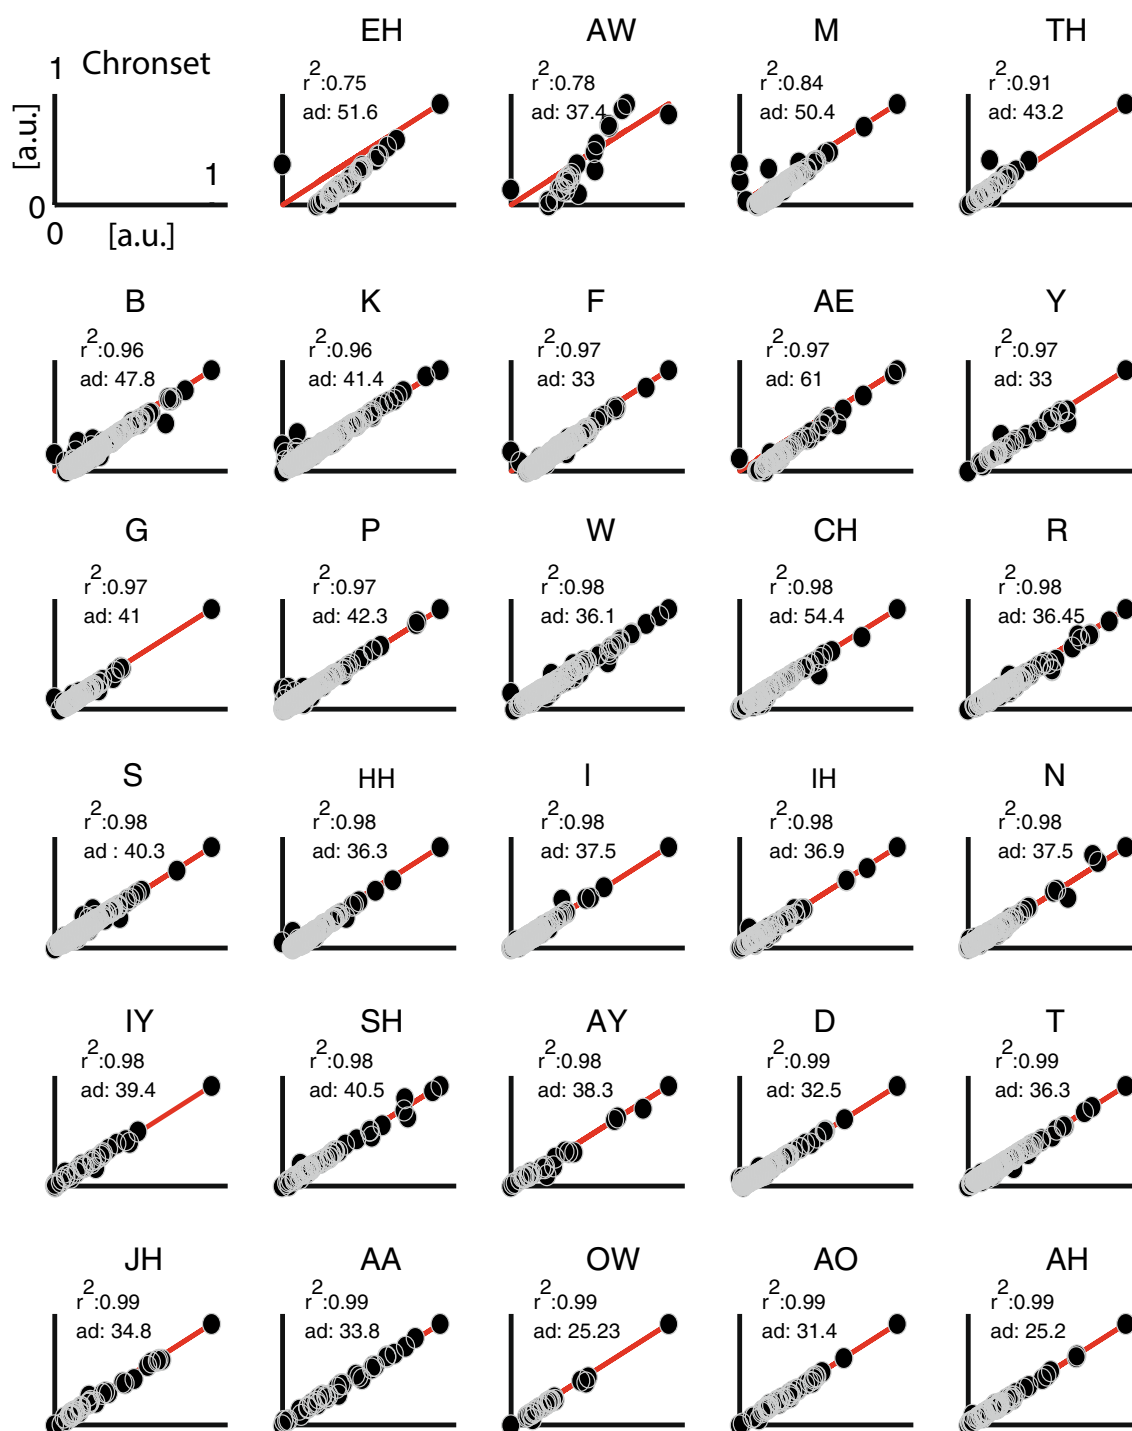 EH AW M TH
1 Chronset
[a.u.]
1
0
0 [a.u.]
r2:0.75 r2:0.78 r2:0.84 r2:0.91
ad: 51.6 ad: 37.4 ad: 50.4 ad: 43.2
B K F AE Y
r2:0.96 r2:0.96 r2:0.97 r2:0.97 r2:0.97
ad: 47.8 ad: 41.4 ad: 33 ad: 61 ad: 33
G P W CH R
r2:0.97 r2:0.97 r2:0.98 r2:0.98 r2:0.98
ad: 41 ad: 42.3 ad: 36.1 ad: 54.4 ad: 36.45
S HH I IH N
r2:0.98 r2:0.98 r2:0.98 r2:0.98 r2:0.98
ad : 40.3 ad: 36.3 ad: 37.5 ad: 36.9 ad: 37.5
IY SH AY D T
r2:0.98 r2:0.98 r2:0.98 r2:0.99 r2:0.99
ad: 39.4 ad: 40.5 ad: 38.3 ad: 32.5 ad: 36.3
JH AA OW AO AH
r2:0.99 r2:0.99 r2:0.99 r2:0.99 r2:0.99
ad: 34.8 ad: 33.8 ad: 25.23 ad: 31.4 ad: 25.2